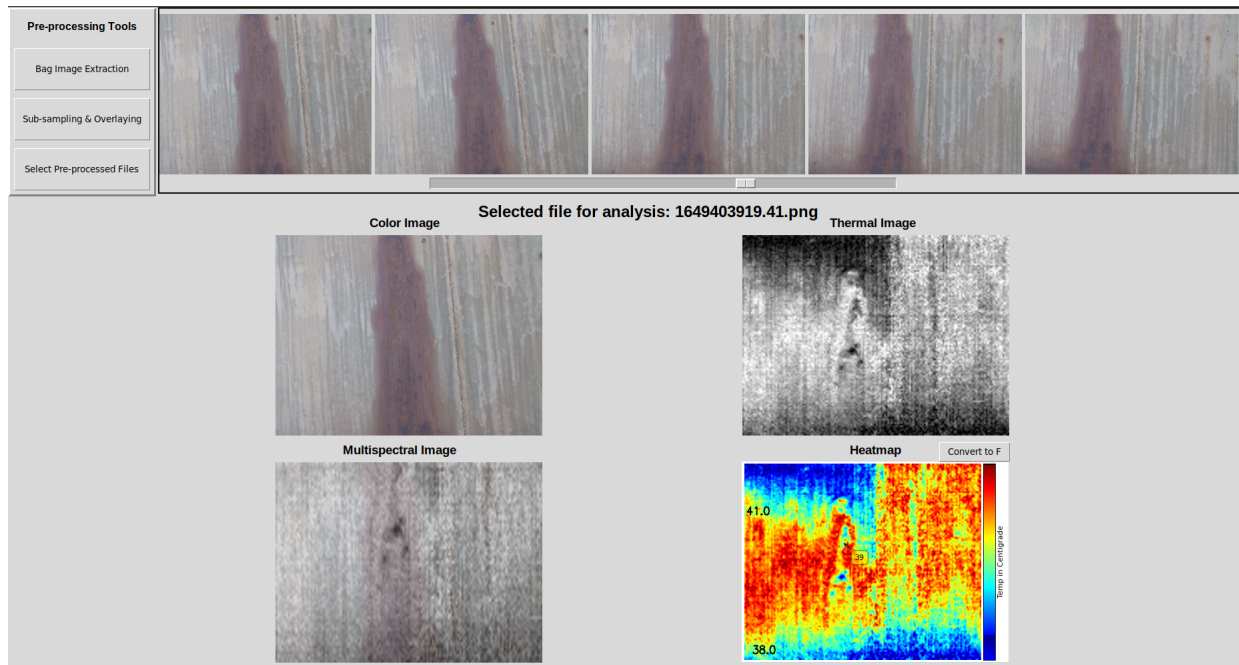 Pre-processing Tools
Bag Image Extraction
Sub-sampling & Overlaying
Select Pre-processed Files
Selected file for analysis: 1649403919.41.png
Color Image
Thermal Image
Multispectral Image
Heatmap
Convert to F
41.0
39
38.0
Temp in Centigrade